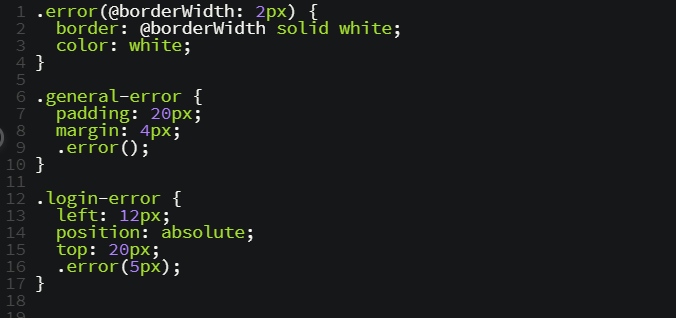 1 .error(@borderWidth: 2px) {
2   border: @borderWidth solid white;
3   color: white;
4 }
5
6 .general-error {
7   padding: 20px;
8   margin: 4px;
9   .error();
10 }
11
12 .login-error {
13   left: 12px;
14   position: absolute;
15   top: 20px;
16   .error(5px);
17 }
18
19